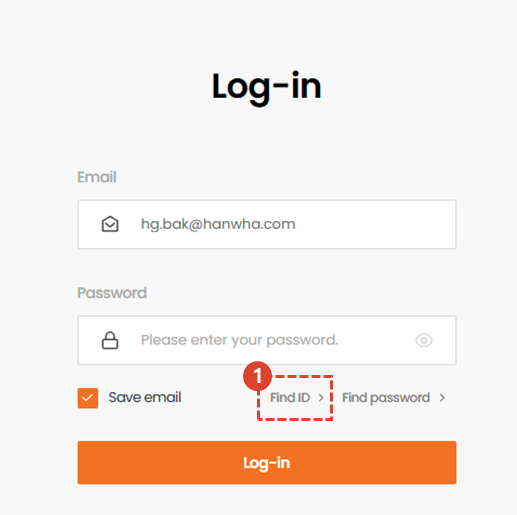 Log-in
Email
hg.bak@hanwha.com
Password
Please enter your password.
1
Save email Find ID > Find password >
Log-in